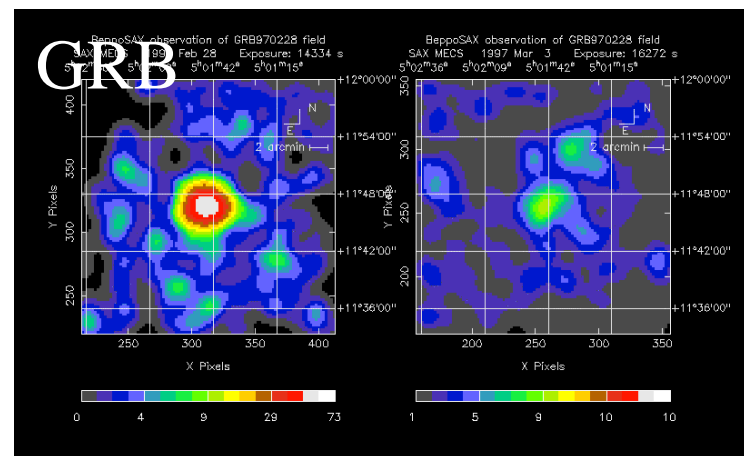 GRB
BeppoSAX observation of GRB970228 field
SAX MECS Feb 28 Exposure: 14334 s
5ʰ01ᵐ42ˢ 5ʰ01ᵐ15ˢ
400
350
300
250
Y Pixels
N
E
2 arcmin
+12°00'00"
+11°54'00"
+11°48'00"
+11°42'00"
+11°36'00"
250 300 350 400
X Pixels
0 4 9 29 73
BeppoSAX observation of GRB970228 field
SAX MECS 1997 Mar 3 Exposure: 16272 s
5ʰ02ᵐ36ˢ 5ʰ02ᵐ09ˢ 5ʰ01ᵐ42ˢ 5ʰ01ᵐ15ˢ
350
300
250
200
Y Pixels
N
E
2 arcmin
+12°00'00"
+11°54'00"
+11°48'00"
+11°42'00"
+11°36'00"
200 250 300 350
X Pixels
1 5 9 10 10